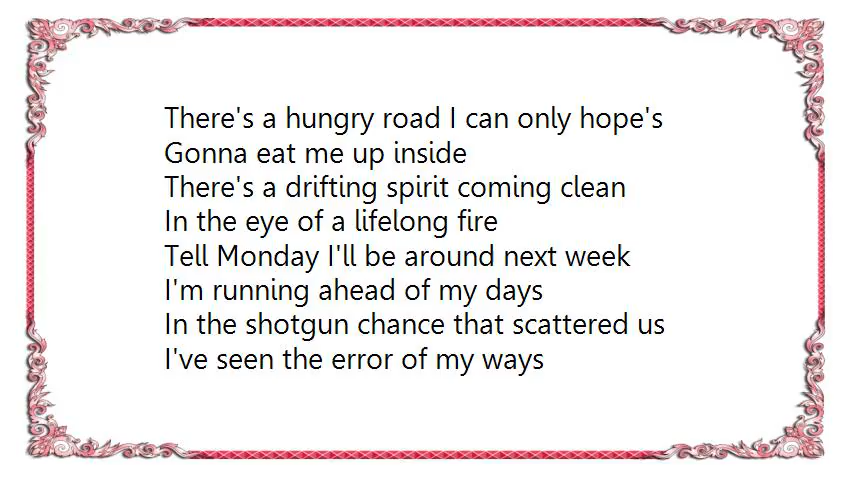 There's a hungry road I can only hope's
Gonna eat me up inside
There's a drifting spirit coming clean
In the eye of a lifelong fire
Tell Monday I'll be around next week
I'm running ahead of my days
In the shotgun chance that scattered us
I've seen the error of my ways